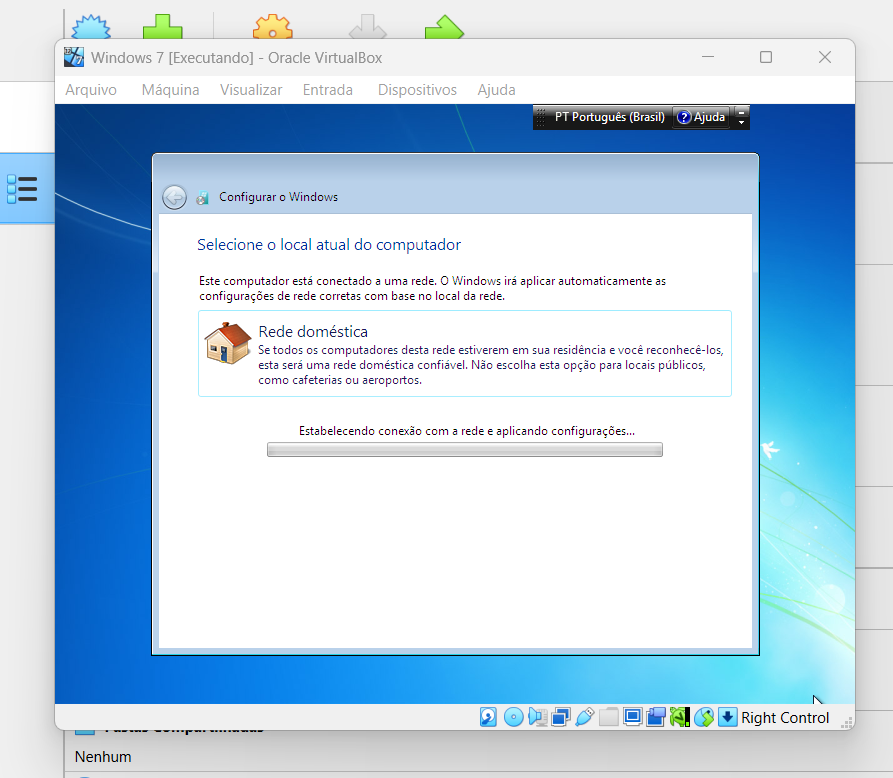 Windows 7 [Executando] - Oracle VirtualBox
Arquivo Máquina Visualizar Entrada Dispositivos Ajuda
PT Português (Brasil) ? Ajuda
Configurar o Windows
Selecione o local atual do computador
Este computador está conectado a uma rede. O Windows irá aplicar automaticamente as
configurações de rede corretas com base no local da rede.
Rede doméstica
Se todos os computadores desta rede estiverem em sua residência e você reconhecê-los,
esta será uma rede doméstica confiável. Não escolha esta opção para locais públicos,
como cafeterias ou aeroportos.
Estabelecendo conexão com a rede e aplicando configurações...
Right Control
Pastas Compartilhadas
Nenhum